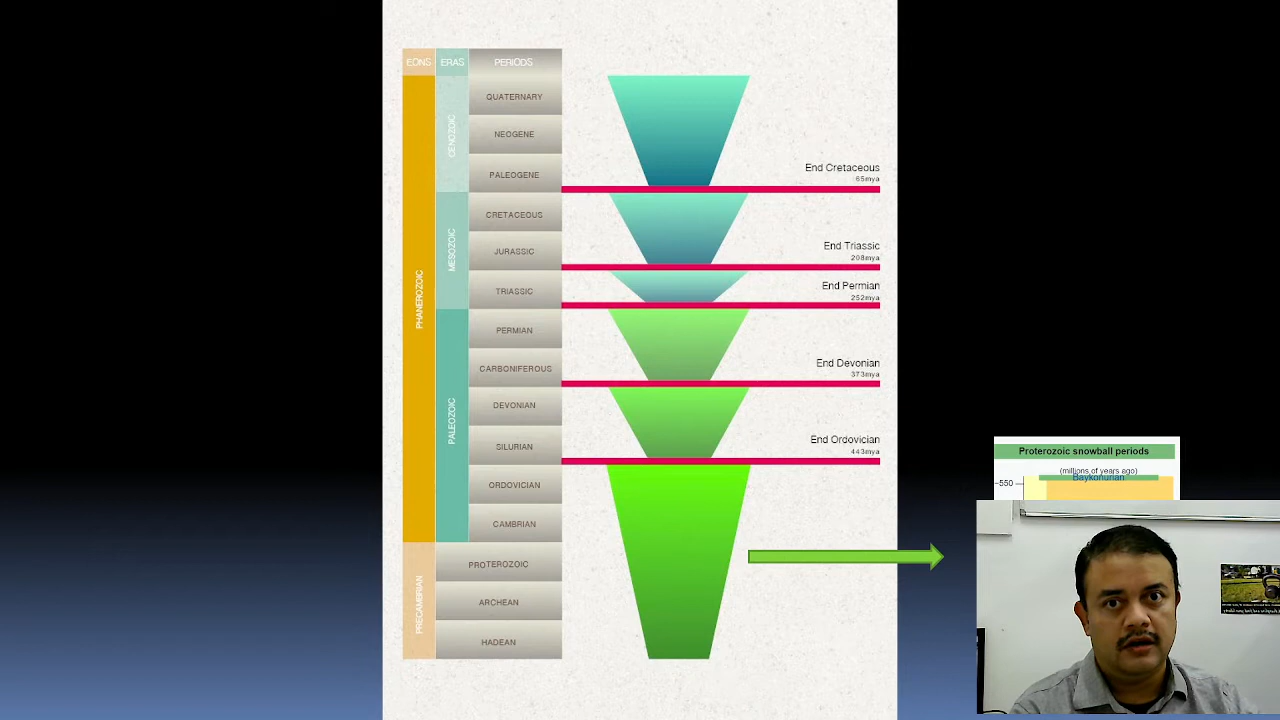 EONS ERAS PERIODS
PHANEROZOIC
PRECAMBRIAN
CENOZOIC
MESOZOIC
PALEOZOIC
QUATERNARY
NEOGENE
PALEOGENE
CRETACEOUS
JURASSIC
TRIASSIC
PERMIAN
CARBONIFEROUS
DEVONIAN
SILURIAN
ORDOVICIAN
CAMBRIAN
PROTEROZOIC
ARCHEAN
HADEAN
End Cretaceous
65mya
End Triassic
208mya
End Permian
252mya
End Devonian
373mya
End Ordovician
443mya
Proterozoic snowball periods
(millions of years ago)
Baykonurian
−550